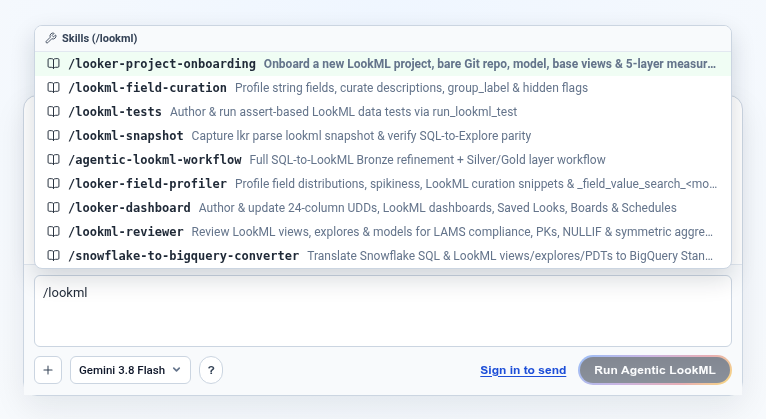 Skills (/lookml)
/looker-project-onboarding Onboard a new LookML project, bare Git repo, model, base views & 5-layer measur...
/lookml-field-curation Profile string fields, curate descriptions, group_label & hidden flags
/lookml-tests Author & run assert-based LookML data tests via run_lookml_test
/lookml-snapshot Capture lkr parse lookml snapshot & verify SQL-to-Explore parity
/agentic-lookml-workflow Full SQL-to-LookML Bronze refinement + Silver/Gold layer workflow
/looker-field-profiler Profile field distributions, spikiness, LookML curation snippets & _field_value_search_<mo...
/looker-dashboard Author & update 24-column UDDs, LookML dashboards, Saved Looks, Boards & Schedules
/lookml-reviewer Review LookML views, explores & models for LAMS compliance, PKs, NULLIF & symmetric aggre...
/snowflake-to-bigquery-converter Translate Snowflake SQL & LookML views/explores/PDTs to BigQuery Stan...
/lookml
+ Gemini 3.8 Flash ? Sign in to send Run Agentic LookML